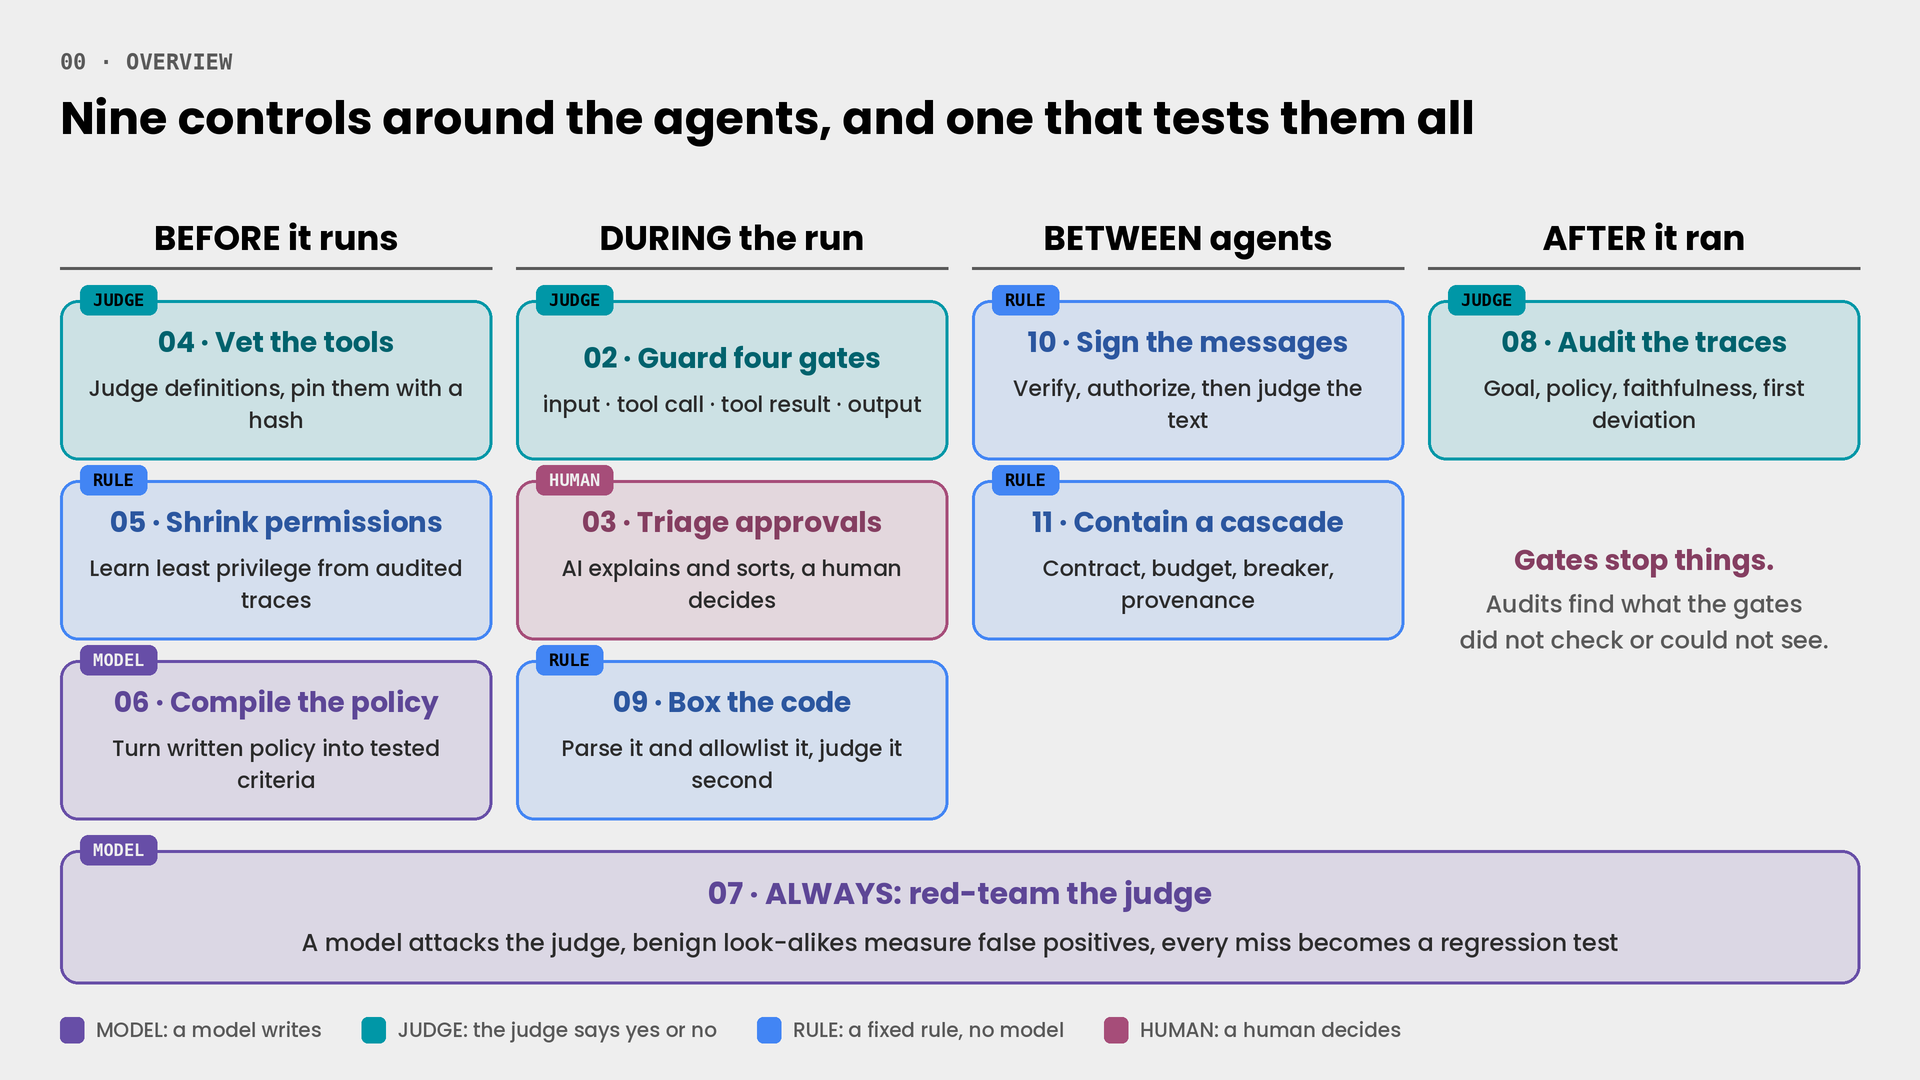 00 · OVERVIEW
Nine controls around the agents, and one that tests them all
BEFORE it runs
JUDGE
04 · Vet the tools
Judge definitions, pin them with a
hash
RULE
05 · Shrink permissions
Learn least privilege from audited
traces
MODEL
06 · Compile the policy
Turn written policy into tested
criteria
DURING the run
JUDGE
02 · Guard four gates
input · tool call · tool result · output
HUMAN
03 · Triage approvals
AI explains and sorts, a human
decides
RULE
09 · Box the code
Parse it and allowlist it, judge it
second
BETWEEN agents
RULE
10 · Sign the messages
Verify, authorize, then judge the
text
RULE
11 · Contain a cascade
Contract, budget, breaker,
provenance
AFTER it ran
JUDGE
08 · Audit the traces
Goal, policy, faithfulness, first
deviation
Gates stop things.
Audits find what the gates
did not check or could not see.
MODEL
07 · ALWAYS: red-team the judge
A model attacks the judge, benign look-alikes measure false positives, every miss becomes a regression test
MODEL: a model writes
JUDGE: the judge says yes or no
RULE: a fixed rule, no model
HUMAN: a human decides